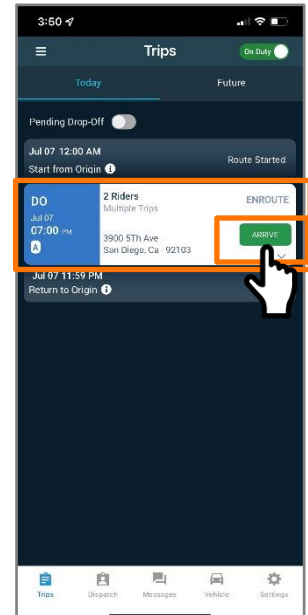 3:50
Trips
On Duty
Today
Future
Pending Drop-Off
Jul 07 12:00 AM
Start from Origin
Route Started
DO
Jul 07
07:00 PM
A
2 Riders
Multiple Trips
ENROUTE
3900 5Th Ave
San Diego, Ca - 92103
ARRIVE
Jul 07 11:59 PM
Return to Origin
Trips
Dispatch
Messages
Vehicle
Settings